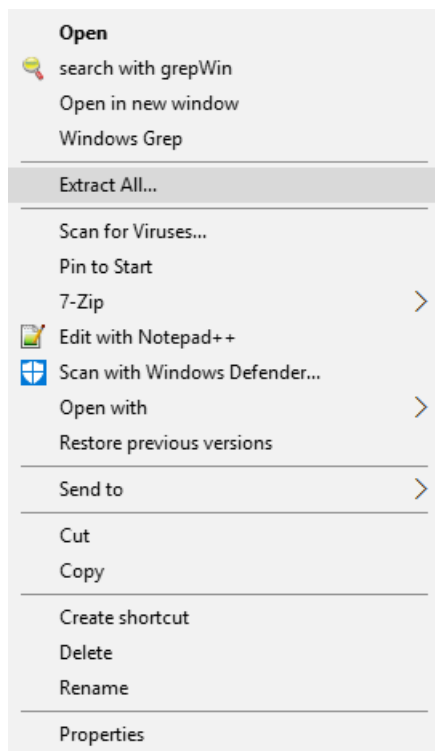 Open
search with grepWin
Open in new window
Windows Grep
Extract All...
Scan for Viruses...
Pin to Start
7-Zip
Edit with Notepad++
Scan with Windows Defender...
Open with
Restore previous versions
Send to
Cut
Copy
Create shortcut
Delete
Rename
Properties